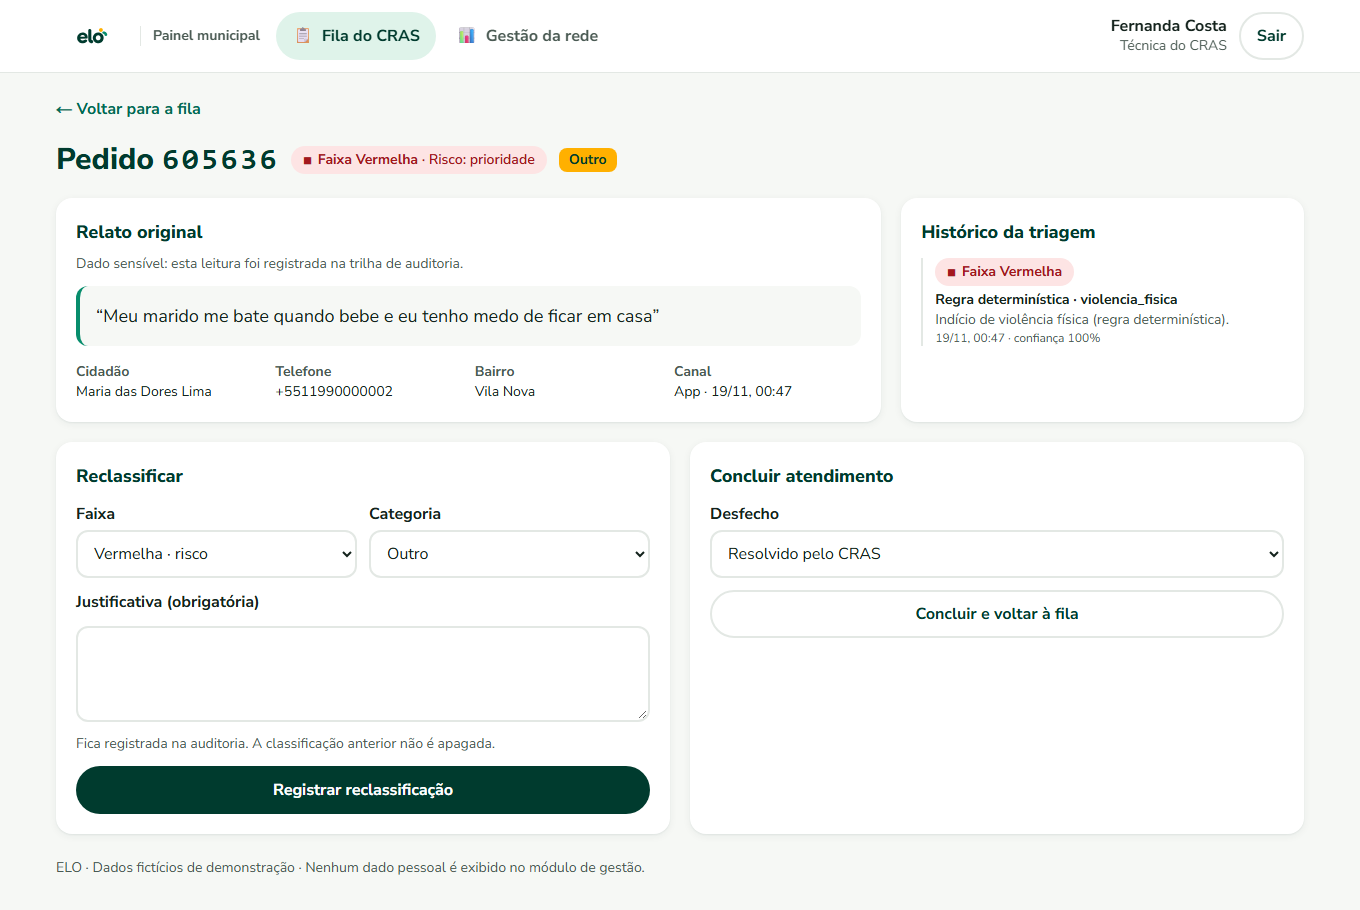 elo
Painel municipal
Fila do CRAS
Gestão da rede
Fernanda Costa
Técnica do CRAS
Sair
← Voltar para a fila
Pedido 605636
Faixa Vermelha · Risco: prioridade
Outro
Relato original
Dado sensível: esta leitura foi registrada na trilha de auditoria.
“Meu marido me bate quando bebe e eu tenho medo de ficar em casa”
Cidadão
Maria das Dores Lima
Telefone
+5511990000002
Bairro
Vila Nova
Canal
App · 19/11, 00:47
Histórico da triagem
Faixa Vermelha
Regra determinística · violencia_fisica
Indício de violência física (regra determinística).
19/11, 00:47 · confiança 100%
Reclassificar
Faixa
Vermelha · risco
Categoria
Outro
Justificativa (obrigatória)
Fica registrada na auditoria. A classificação anterior não é apagada.
Registrar reclassificação
Concluir atendimento
Desfecho
Resolvido pelo CRAS
Concluir e voltar à fila
ELO · Dados fictícios de demonstração · Nenhum dado pessoal é exibido no módulo de gestão.